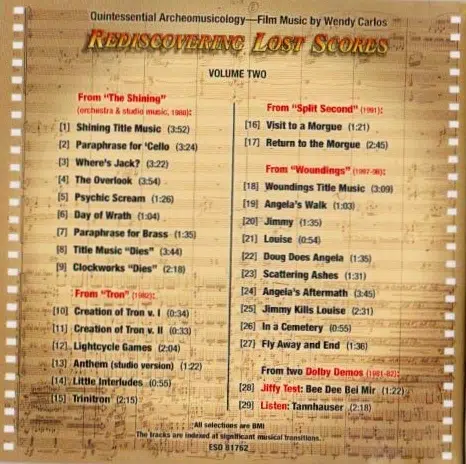 Quintessential Archeomusicology—Film Music by Wendy Carlos
REDISCOVERING LOST SCORES
VOLUME TWO
From "The Shining"
(orchestra & studio music, 1980):
[1] Shining Title Music (3:52)
[2] Paraphrase for 'Cello (3:24)
[3] Where's Jack? (3:22)
[4] The Overlook (3:54)
[5] Psychic Scream (1:26)
[6] Day of Wrath (1:04)
[7] Paraphrase for Brass (1:35)
[8] Title Music "Dies" (3:44)
[9] Clockworks "Dies" (2:18)
From "Tron" (1982):
[10] Creation of Tron v. I (0:34)
[11] Creation of Tron v. II (0:33)
[12] Lightcycle Games (2:04)
[13] Anthem (studio version) (1:22)
[14] Little Interludes (0:55)
[15] Trinitron (2:15)
From "Split Second" (1991):
[16] Visit to a Morgue (1:21)
[17] Return to the Morgue (2:45)
From "Woundings" (1997-98):
[18] Woundings Title Music (3:09)
[19] Angela's Walk (1:03)
[20] Jimmy (1:35)
[21] Louise (0:54)
[22] Doug Does Angela (1:35)
[23] Scattering Ashes (1:31)
[24] Angela's Aftermath (3:45)
[25] Jimmy Kills Louise (2:31)
[26] In a Cemetery (0:55)
[27] Fly Away and End (1:36)
From two Dolby Demos (1981-82):
[28] Jiffy Test: Bee Dee Bei Mir (1:22)
[29] Listen: Tannhauser (2:18)
All selections are BMI
The tracks are indexed at significant musical transitions.
ESD 81762